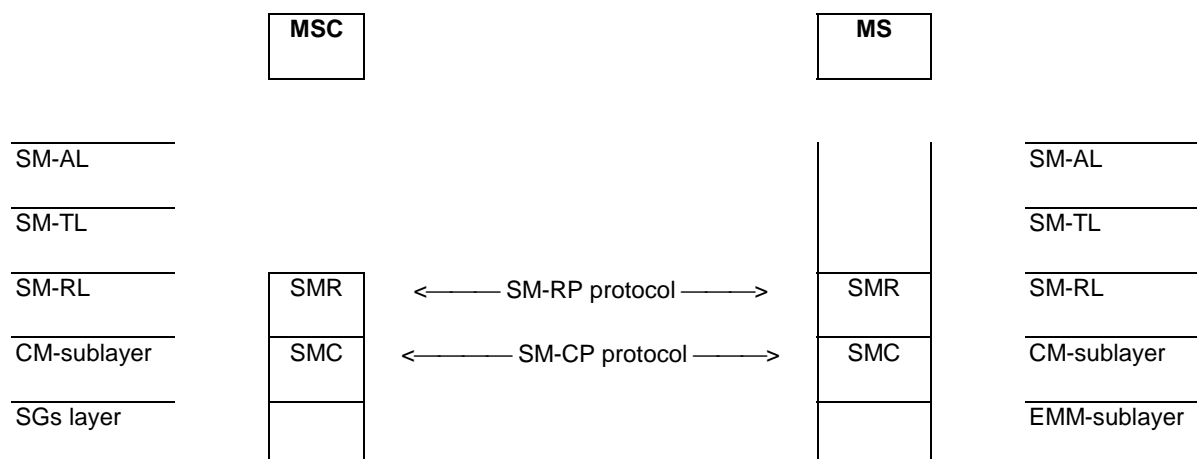 MSC MS
SM-AL SM-AL
SM-TL SM-TL
SM-RL SMR <——— SM-RP protocol ———> SMR SM-RL
CM-sublayer SMC <———— SM-CP protocol ———> SMC CM-sublayer
SGs layer EMM-sublayer